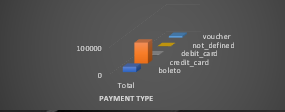 voucher
not_defined
100000
debit_card
credit_card
0
boleto
Total
PAYMENT TYPE